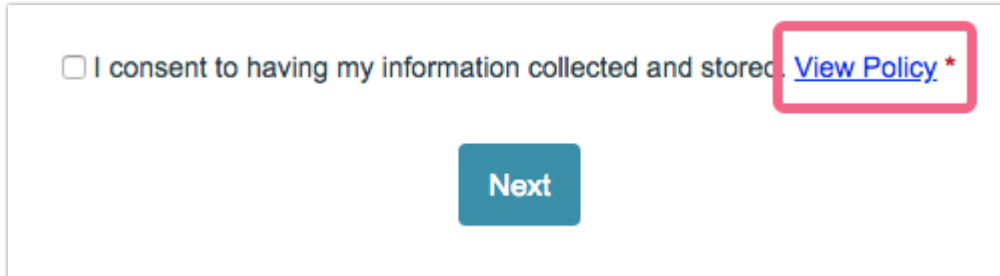 I consent to having my information collected and stored. View Policy *
Next